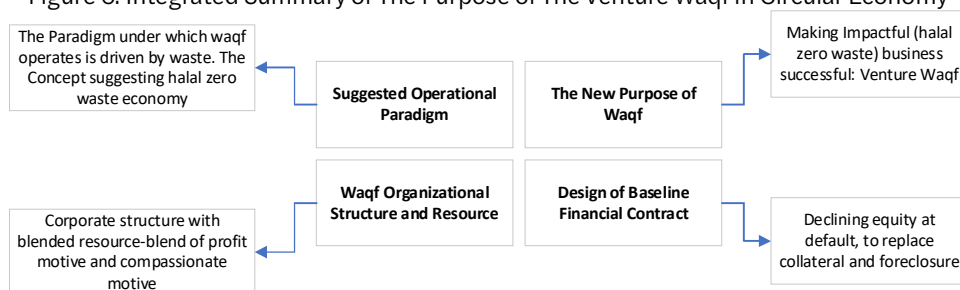 Figure 8. Integrated Summary of The Purpose of The Venture Waqf in Circular Economy
The Paradigm under which waqf
operates is driven by waste. The
Concept suggesting halal zero
waste economy
Suggested Operational
Paradigm
The New Purpose of
Waqf
Making Impactful (halal
zero waste) business
successful: Venture Waqf
Waqf Organizational
Structure and Resource
Design of Baseline
Financial Contract
Corporate structure with
blended resource-blend of profit
motive and compassionate
motive
Declining equity at
default, to replace
collateral and foreclosure